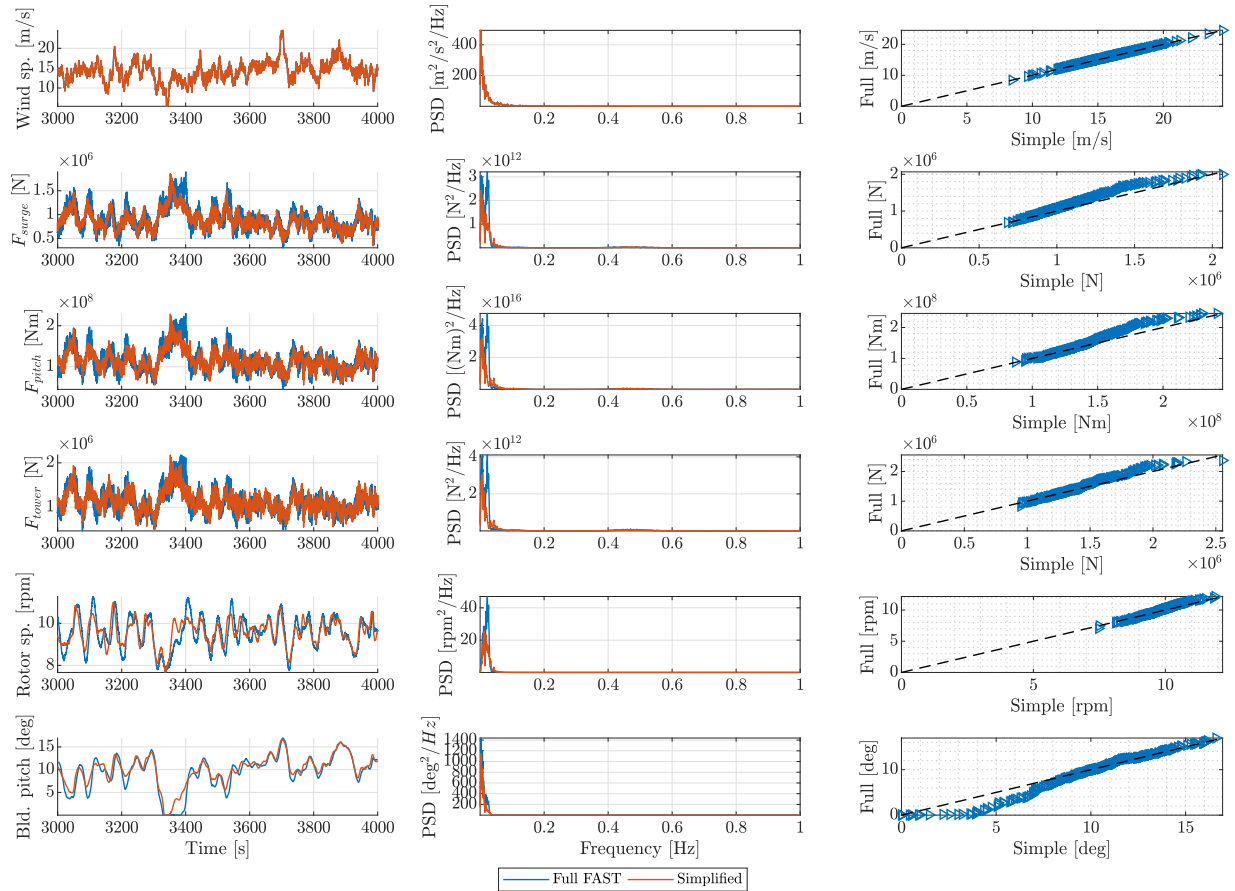 Wind sp. [m/s]
20
15
10
3000 3200 3400 3600 3800 4000
PSD [m²/s²/Hz]
400
200
0.2 0.4 0.6 0.8 1
Full [m/s]
20
10
0
0 5 10 15 20
Simple [m/s]
×10⁶
F_surge [N]
1.5
1
0.5
3000 3200 3400 3600 3800 4000
×10¹²
PSD [N²/Hz]
3
2
1
0.2 0.4 0.6 0.8 1
×10⁶
Full [N]
2
1
0
0 0.5 1 1.5 2
Simple [N]
×10⁶
×10⁸
F_pitch [Nm]
2
1
3000 3200 3400 3600 3800 4000
×10¹⁶
PSD [(Nm)²/Hz]
4
2
0.2 0.4 0.6 0.8 1
×10⁸
Full [Nm]
2
1
0
0 0.5 1 1.5 2
Simple [Nm]
×10⁸
×10⁶
F_tower [N]
2
1
3000 3200 3400 3600 3800 4000
×10¹²
PSD [N²/Hz]
4
2
0.2 0.4 0.6 0.8 1
×10⁶
Full [N]
2
1
0
0 0.5 1 1.5 2 2.5
Simple [N]
×10⁶
Rotor sp. [rpm]
10
8
3000 3200 3400 3600 3800 4000
PSD [rpm²/Hz]
40
20
0.2 0.4 0.6 0.8 1
Full [rpm]
10
5
0
0 5 10
Simple [rpm]
Bld. pitch [deg]
15
10
5
3000 3200 3400 3600 3800 4000
Time [s]
PSD [deg²/Hz]
1400
1200
1000
800
600
400
200
0.2 0.4 0.6 0.8 1
Frequency [Hz]
Full [deg]
10
0
0 5 10 15
Simple [deg]
Full FAST Simplified